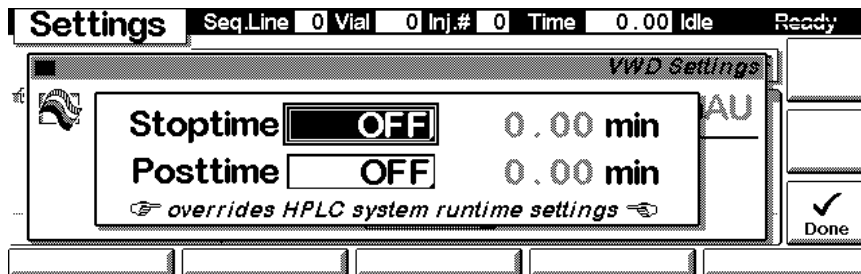 Settings Seq.Line 0 Vial 0 Inj.# 0 Time 0.00 Idle Ready
VWD Settings
AU
Stoptime OFF 0.00 min
Posttime OFF 0.00 min
overrides HPLC system runtime settings
Done